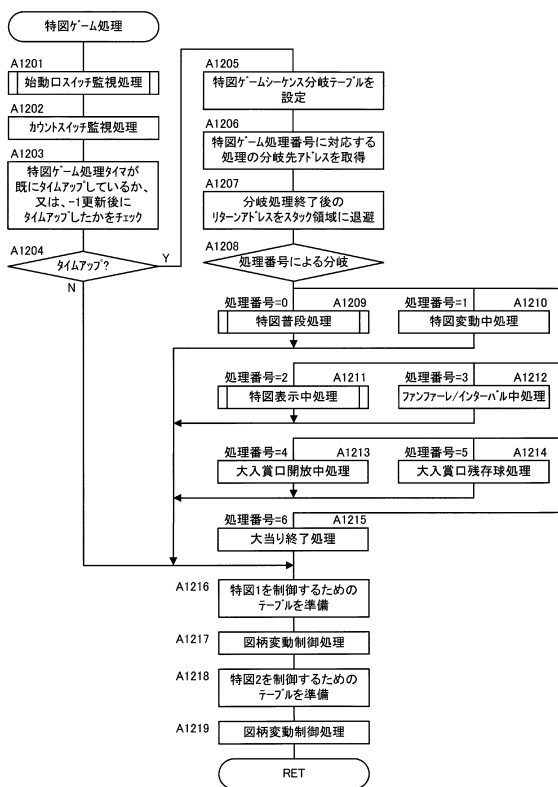 特図ゲーム処理
A1201
始動口スイッチ監視処理
A1202
カウントスイッチ監視処理
A1203
特図ゲーム処理タイマが
既にタイムアップしているか、
又は、-1更新後に
タイムアップしたかをチェック
A1204
タイムアップ?
Y
N
A1205
特図ゲームシーケンス分岐テーブルを
設定
A1206
特図ゲーム処理番号に対応する
処理の分岐先アドレスを取得
A1207
分岐処理終了後の
リターンアドレスをスタック領域に退避
A1208
処理番号による分岐
処理番号=0 A1209
特図普段処理
処理番号=1 A1210
特図変動中処理
処理番号=2 A1211
特図表示中処理
処理番号=3 A1212
ファンファーレ/インターバル中処理
処理番号=4 A1213
大入賞口開放中処理
処理番号=5 A1214
大入賞口残存球処理
処理番号=6 A1215
大当り終了処理
A1216
特図1を制御するための
テーブルを準備
A1217
図柄変動制御処理
A1218
特図2を制御するための
テーブルを準備
A1219
図柄変動制御処理
RET